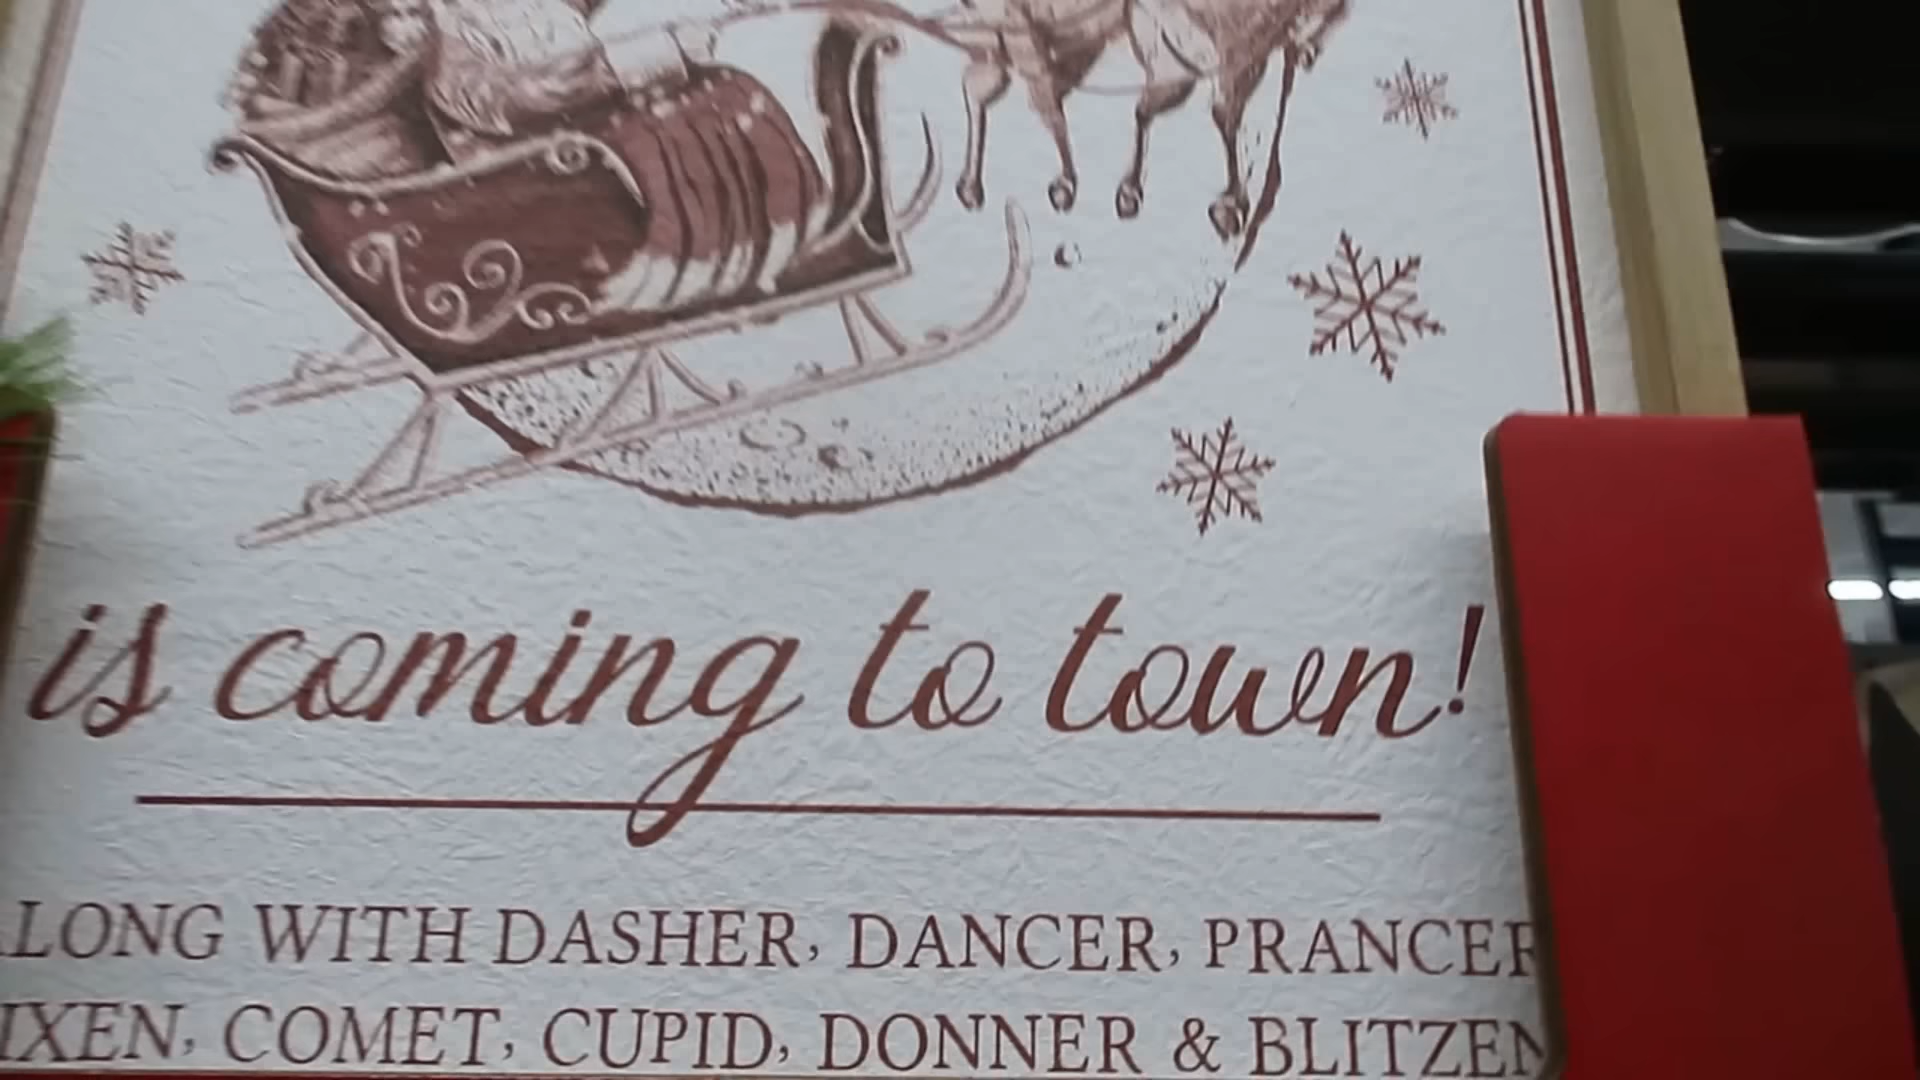 is coming to town!
LONG WITH DASHER, DANCER, PRANCER
IXEN, COMET, CUPID, DONNER & BLITZEN